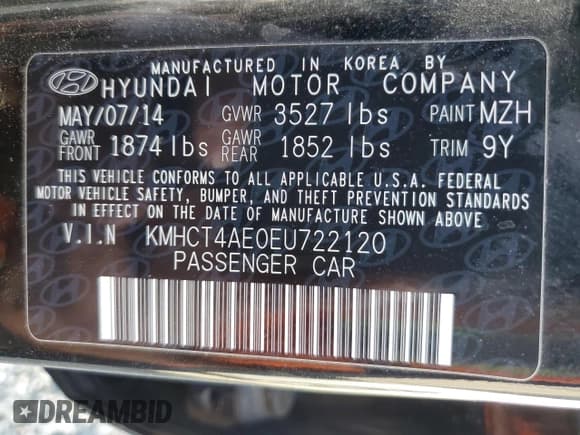 MANUFACTURED IN KOREA BY
HYUNDAI MOTOR COMPANY
MAY/07/14 GVWR 3527 lbs PAINT MZH
GAWR FRONT 1874 lbs GAWR REAR 1852 lbs TRIM 9Y
THIS VEHICLE CONFORMS TO ALL APPLICABLE U.S.A. FEDERAL
MOTOR VEHICLE SAFETY, BUMPER, AND THEFT PREVENTION STANDARDS
IN EFFECT ON THE DATE OF MANUFACTURE SHOWN ABOVE
V.I.N KMHCT4AE0EU722120
PASSENGER CAR
DREAMBID